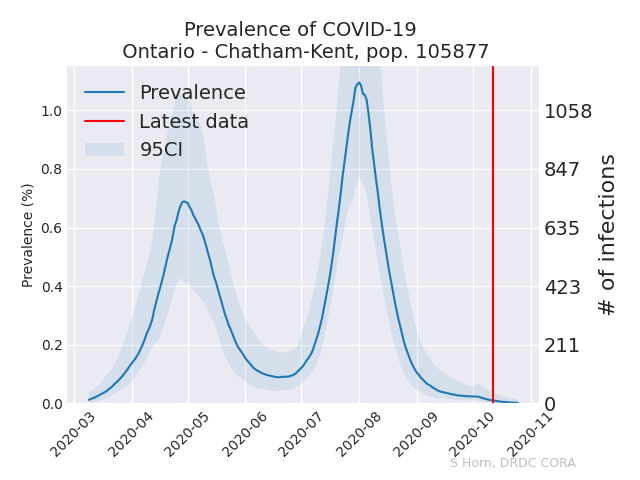 Prevalence of COVID-19
Ontario - Chatham-Kent, pop. 105877
Prevalence
Latest data
95CI
Prevalence (%)
1.0
0.8
0.6
0.4
0.2
0.0
1058
847
635
423
211
0
# of infections
2020-03
2020-04
2020-05
2020-06
2020-07
2020-08
2020-09
2020-10
2020-11
S Horn, DRDC CORA